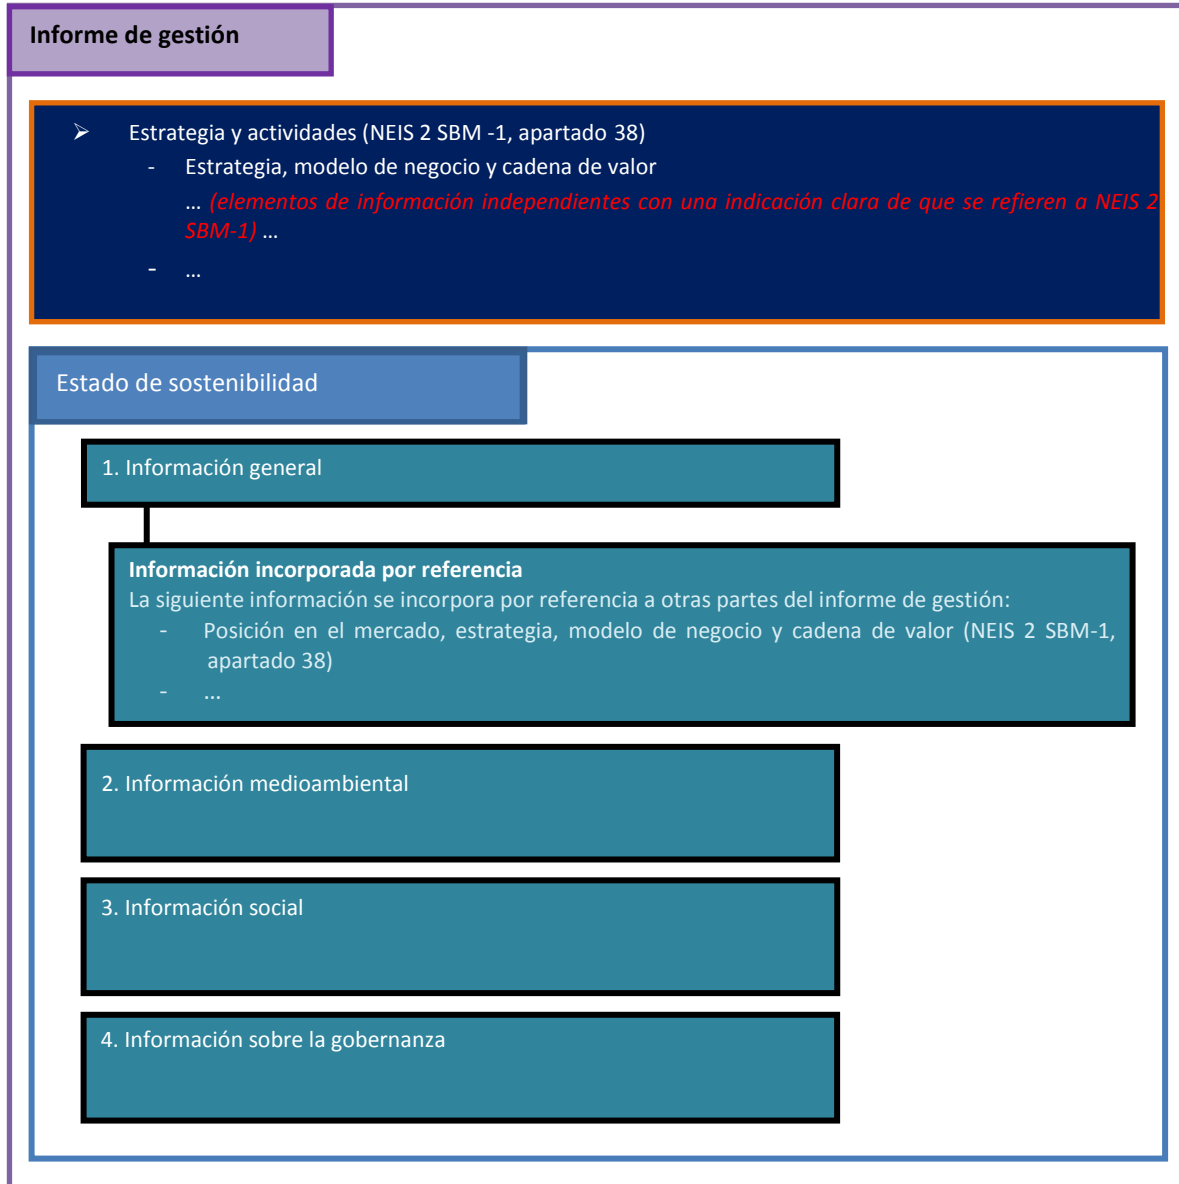 Informe de gestión
➢ Estrategia y actividades (NEIS 2 SBM -1, apartado 38)
- Estrategia, modelo de negocio y cadena de valor
... (elementos de información independientes con una indicación clara de que se refieren a NEIS 2
SBM-1) ...
- ...
Estado de sostenibilidad
1. Información general
Información incorporada por referencia
La siguiente información se incorpora por referencia a otras partes del informe de gestión:
- Posición en el mercado, estrategia, modelo de negocio y cadena de valor (NEIS 2 SBM-1,
apartado 38)
- ...
2. Información medioambiental
3. Información social
4. Información sobre la gobernanza